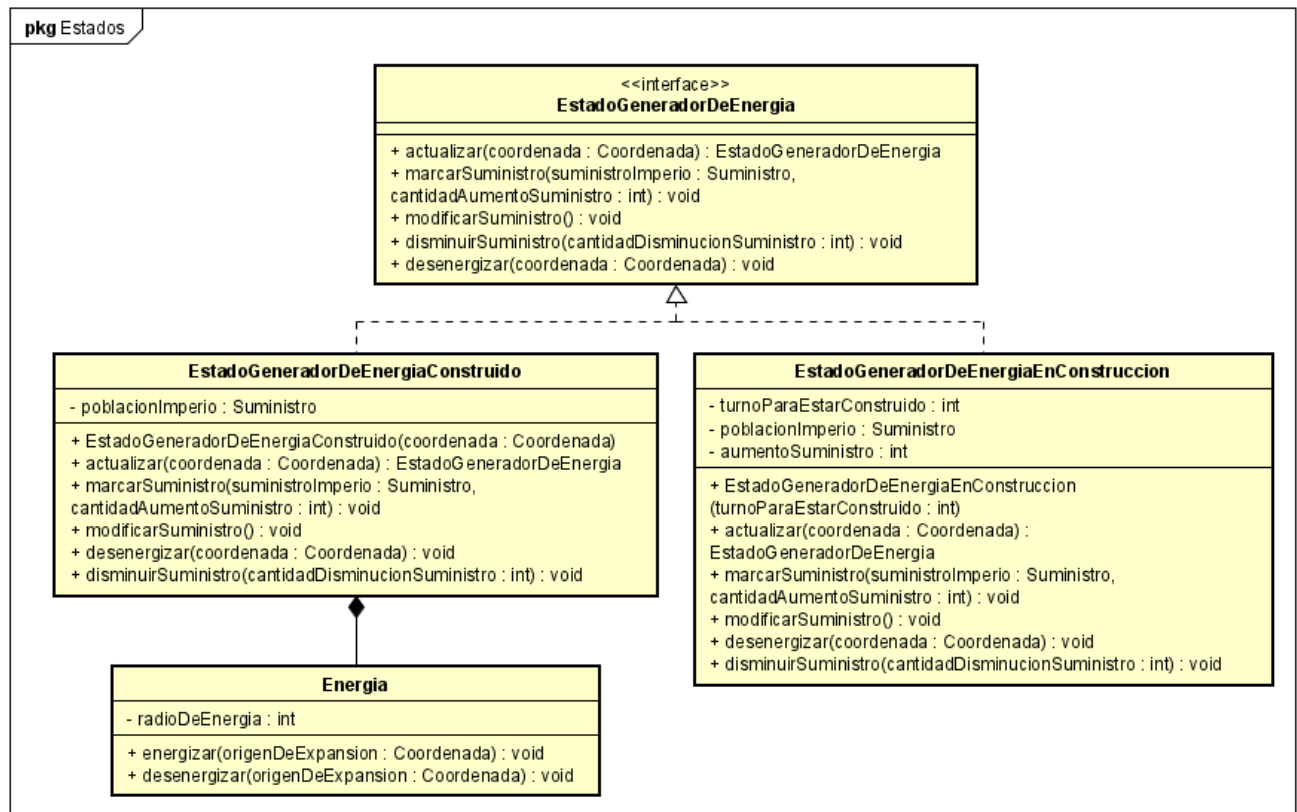 pkg Estados
<<interface>>
EstadoGeneradorDeEnergia
+ actualizar(coordenada : Coordenada) : EstadoGeneradorDeEnergia
+ marcarSuministro(suministroImperio : Suministro,
cantidadAumentoSuministro : int) : void
+ modificarSuministro() : void
+ disminuirSuministro(cantidadDisminucionSuministro : int) : void
+ desenergizar(coordenada : Coordenada) : void
EstadoGeneradorDeEnergiaConstruido
- poblacionImperio : Suministro
+ EstadoGeneradorDeEnergiaConstruido(coordenada : Coordenada)
+ actualizar(coordenada : Coordenada) : EstadoGeneradorDeEnergia
+ marcarSuministro(suministroImperio : Suministro,
cantidadAumentoSuministro : int) : void
+ modificarSuministro() : void
+ desenergizar(coordenada : Coordenada) : void
+ disminuirSuministro(cantidadDisminucionSuministro : int) : void
EstadoGeneradorDeEnergiaEnConstruccion
- turnoParaEstarConstruido : int
- poblacionImperio : Suministro
- aumentoSuministro : int
+ EstadoGeneradorDeEnergiaEnConstruccion
(turnoParaEstarConstruido : int)
+ actualizar(coordenada : Coordenada) :
EstadoGeneradorDeEnergia
+ marcarSuministro(suministroImperio : Suministro,
cantidadAumentoSuministro : int) : void
+ modificarSuministro() : void
+ desenergizar(coordenada : Coordenada) : void
+ disminuirSuministro(cantidadDisminucionSuministro : int) : void
Energia
- radioDeEnergia : int
+ energizar(origenDeExpansion : Coordenada) : void
+ desenergizar(origenDeExpansion : Coordenada) : void